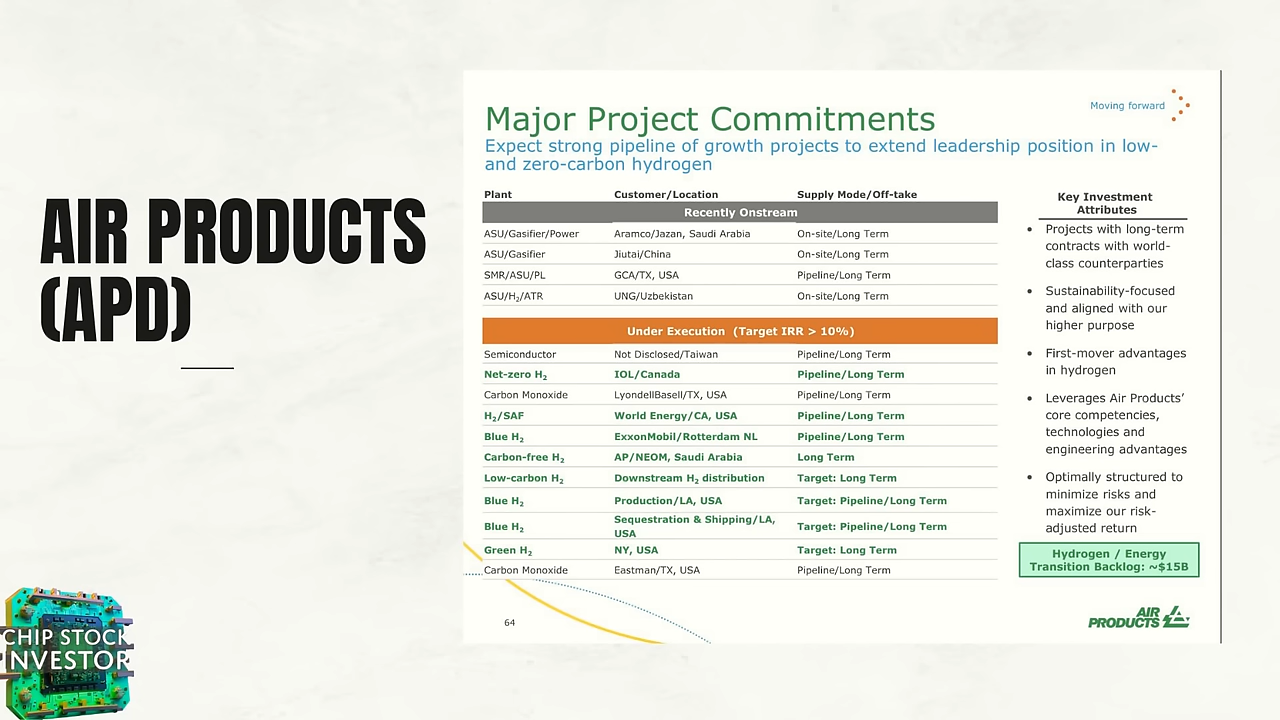 AIR PRODUCTS
(APD)
Moving forward
Major Project Commitments
Expect strong pipeline of growth projects to extend leadership position in low-
and zero-carbon hydrogen
Plant Customer/Location Supply Mode/Off-take
Recently Onstream
ASU/Gasifier/Power Aramco/Jazan, Saudi Arabia On-site/Long Term
ASU/Gasifier Jiutai/China On-site/Long Term
SMR/ASU/PL GCA/TX, USA Pipeline/Long Term
ASU/H₂/ATR UNG/Uzbekistan On-site/Long Term
Under Execution (Target IRR > 10%)
Semiconductor Not Disclosed/Taiwan Pipeline/Long Term
Net-zero H₂ IOL/Canada Pipeline/Long Term
Carbon Monoxide LyondellBasell/TX, USA Pipeline/Long Term
H₂/SAF World Energy/CA, USA Pipeline/Long Term
Blue H₂ ExxonMobil/Rotterdam NL Pipeline/Long Term
Carbon-free H₂ AP/NEOM, Saudi Arabia Long Term
Low-carbon H₂ Downstream H₂ distribution Target: Long Term
Blue H₂ Production/LA, USA Target: Pipeline/Long Term
Blue H₂ Sequestration & Shipping/LA, USA Target: Pipeline/Long Term
Green H₂ NY, USA Target: Long Term
Carbon Monoxide Eastman/TX, USA Pipeline/Long Term
Key Investment
Attributes
• Projects with long-term
contracts with world-
class counterparties
• Sustainability-focused
and aligned with our
higher purpose
• First-mover advantages
in hydrogen
• Leverages Air Products'
core competencies,
technologies and
engineering advantages
• Optimally structured to
minimize risks and
maximize our risk-
adjusted return
Hydrogen / Energy
Transition Backlog: ~$15B
64
AIR
PRODUCTS
CHIP STOCK
INVESTOR